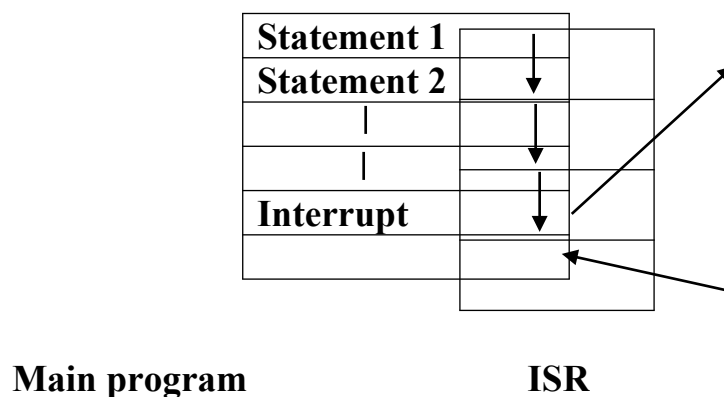 Statement 1
Statement 2
|
|
Interrupt
Main program ISR